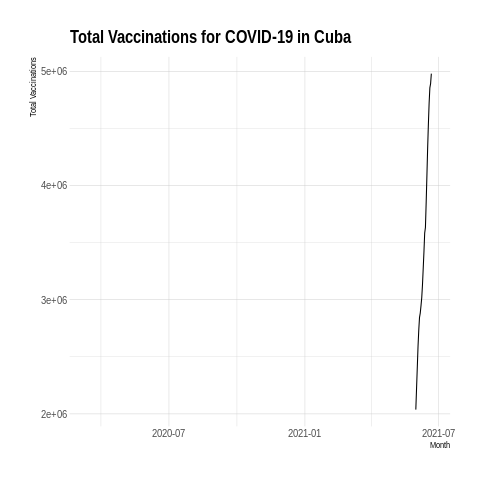 Total Vaccinations for COVID-19 in Cuba
Total Vaccinations
5e+06
4e+06
3e+06
2e+06
2020-07
2021-01
2021-07
Month